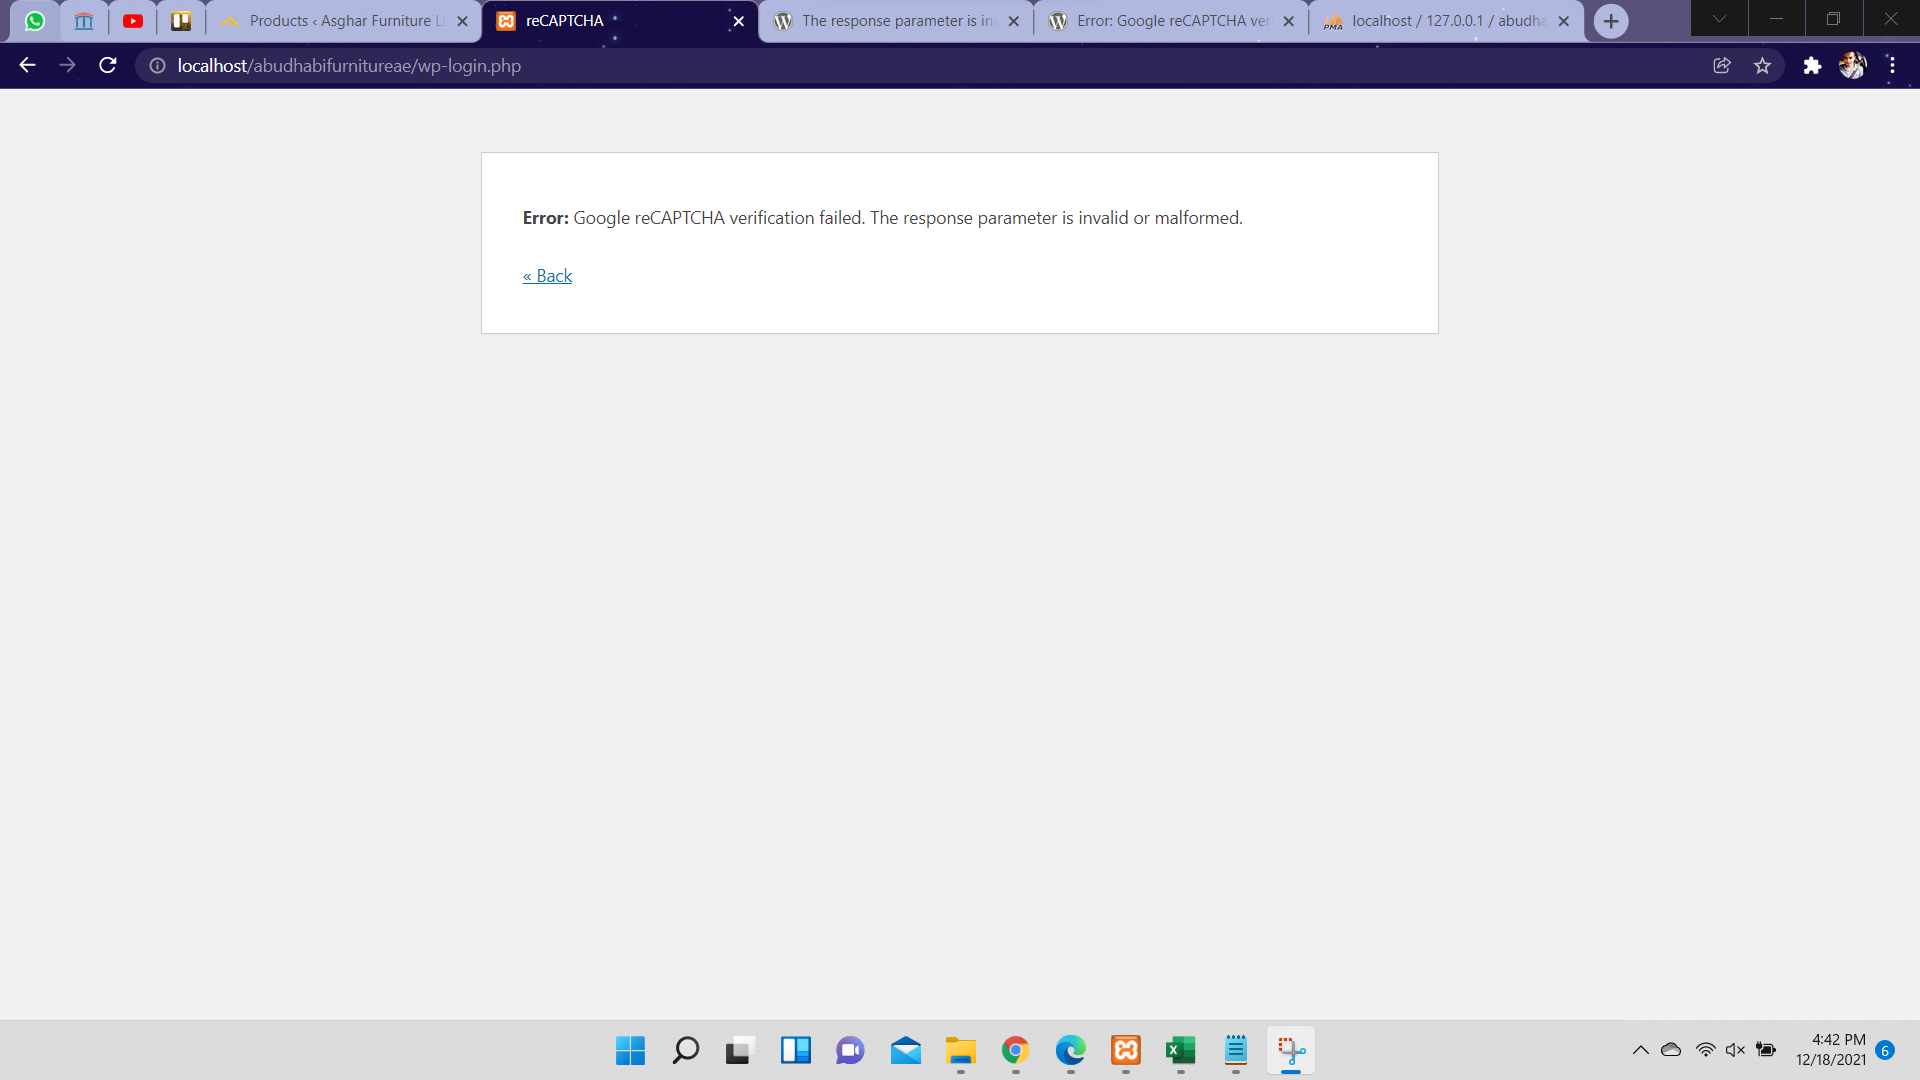 Products ‹ Asghar Furniture L
reCAPTCHA
The response parameter is in
Error: Google reCAPTCHA ver
localhost / 127.0.0.1 / abudha
localhost/abudhabifurnitureae/wp-login.php
Error: Google reCAPTCHA verification failed. The response parameter is invalid or malformed.
« Back
4:42 PM
12/18/2021
6